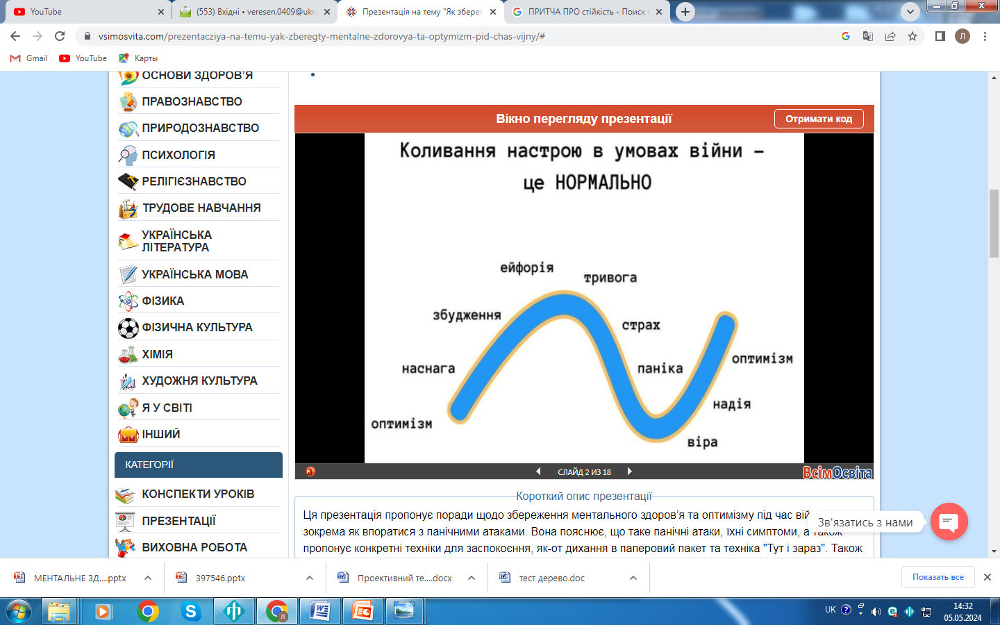 YouTube
(553) Вхідні • veresen.0409@ukr.
Презентація на тему "Як зберег
ПРИТЧА ПРО стійкість - Поиск в
vsimosvita.com/prezentacziya-na-temu-yak-zberegty-mentalne-zdorovya-ta-optymizm-pid-chas-vijny/#
Л
Gmail
YouTube
Карты
ОСНОВИ ЗДОРОВ'Я
ПРАВОЗНАВСТВО
ПРИРОДОЗНАВСТВО
ПСИХОЛОГІЯ
РЕЛІГІЄЗНАВСТВО
ТРУДОВЕ НАВЧАННЯ
УКРАЇНСЬКА
ЛІТЕРАТУРА
УКРАЇНСЬКА МОВА
ФІЗИКА
ФІЗИЧНА КУЛЬТУРА
ХІМІЯ
ХУДОЖНЯ КУЛЬТУРА
Я У СВІТІ
ІНШИЙ
КАТЕГОРІЇ
КОНСПЕКТИ УРОКІВ
ПРЕЗЕНТАЦІЇ
ВИХОВНА РОБОТА
Вікно перегляду презентації
Отримати код
Коливання настрою в умовах війни –
це НОРМАЛЬНО
ейфорія
тривога
збудження
страх
наснага
паніка
оптимізм
надія
оптимізм
віра
СЛАЙД 2 ИЗ 18
ВсімОсвіта
Короткий опис презентації
Ця презентація пропонує поради щодо збереження ментального здоров'я та оптимізму під час вій
зокрема як впоратися з панічними атаками. Вона пояснює, що таке панічні атаки, їхні симптоми, а також
пропонує конкретні техніки для заспокоєння, як-от дихання в паперовий пакет та техніка "Тут і зараз". Також
Зв'язатись з нами
МЕНТАЛЬНЕ ЗД....pptx
397546.pptx
Проективний те....docx
тест дерево.doc
Показать все
UK
14:32
05.05.2024